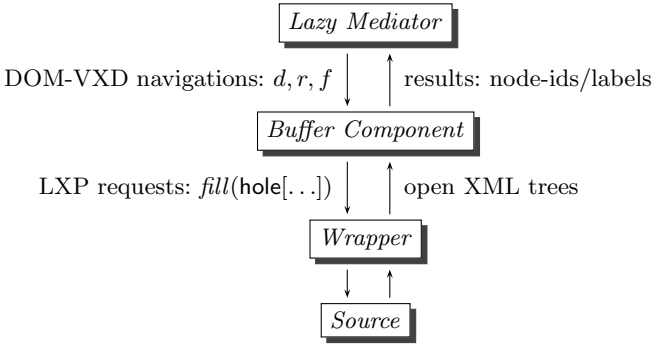 Lazy Mediator
DOM-VXD navigations: d, r, f
results: node-ids/labels
Buffer Component
LXP requests: fill(hole[...])
open XML trees
Wrapper
Source